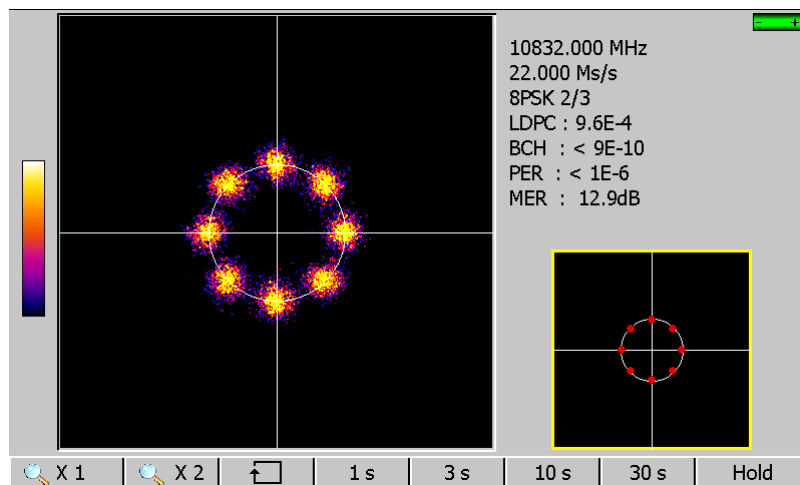 - +
10832.000 MHz
22.000 Ms/s
8PSK 2/3
LDPC : 9.6E-4
BCH : < 9E-10
PER : < 1E-6
MER : 12.9dB
X 1 X 2 1 s 3 s 10 s 30 s Hold